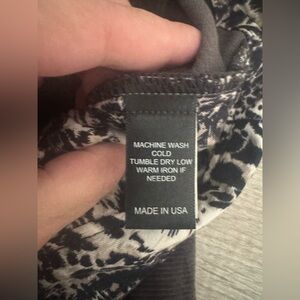 MACHINE WASH
COLD
TUMBLE DRY LOW
WARM IRON IF
NEEDED
MADE IN USA